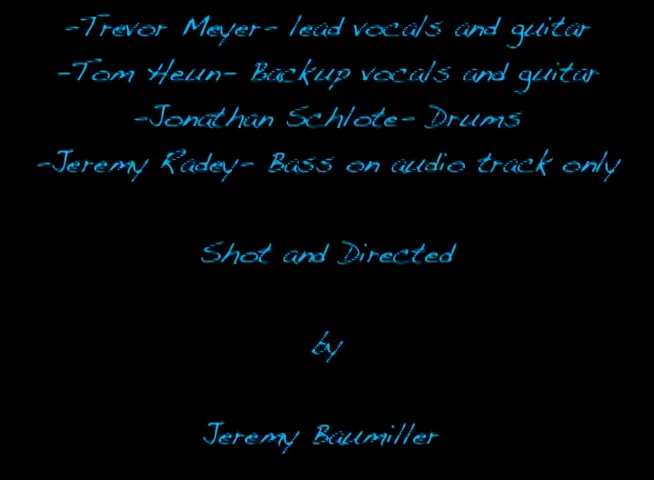 -Trevor Meyer- lead vocals and guitar
-Tom Heun- Backup vocals and guitar
-Jonathan Schlote- Drums
-Jeremy Radey- Bass on audio track only
Shot and Directed
by
Jeremy Baumiller